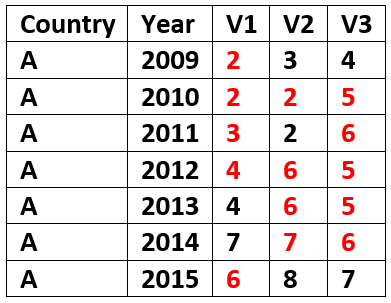 Country Year V1 V2 V3
A 2009 2 3 4
A 2010 2 2 5
A 2011 3 2 6
A 2012 4 6 5
A 2013 4 6 5
A 2014 7 7 6
A 2015 6 8 7